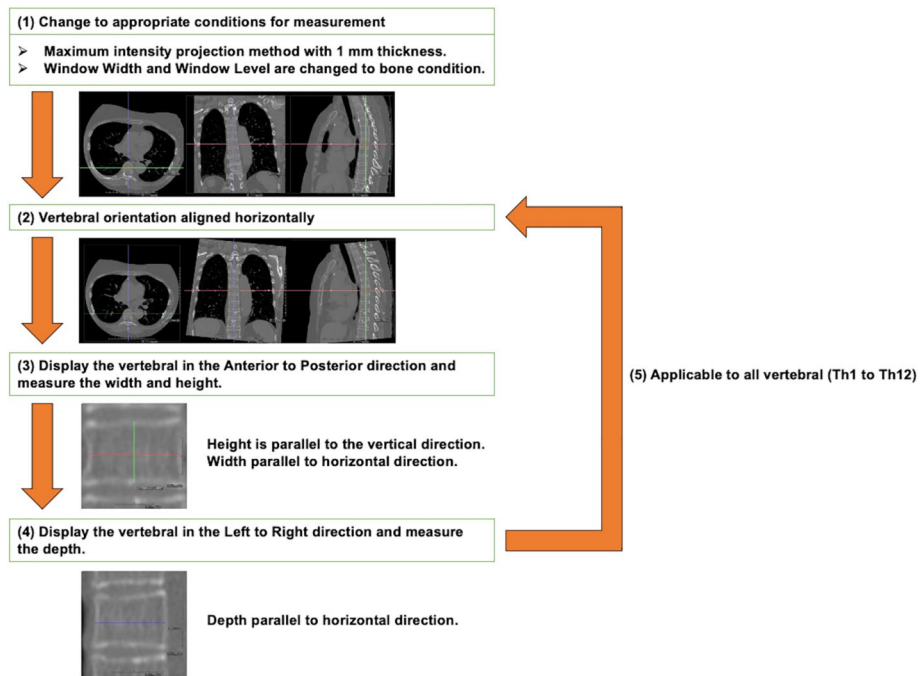 (1) Change to appropriate conditions for measurement
➢ Maximum intensity projection method with 1 mm thickness.
➢ Window Width and Window Level are changed to bone condition.
(2) Vertebral orientation aligned horizontally
(3) Display the vertebral in the Anterior to Posterior direction and
measure the width and height.
Height is parallel to the vertical direction.
Width parallel to horizontal direction.
(4) Display the vertebral in the Left to Right direction and measure
the depth.
Depth parallel to horizontal direction.
(5) Applicable to all vertebral (Th1 to Th12)